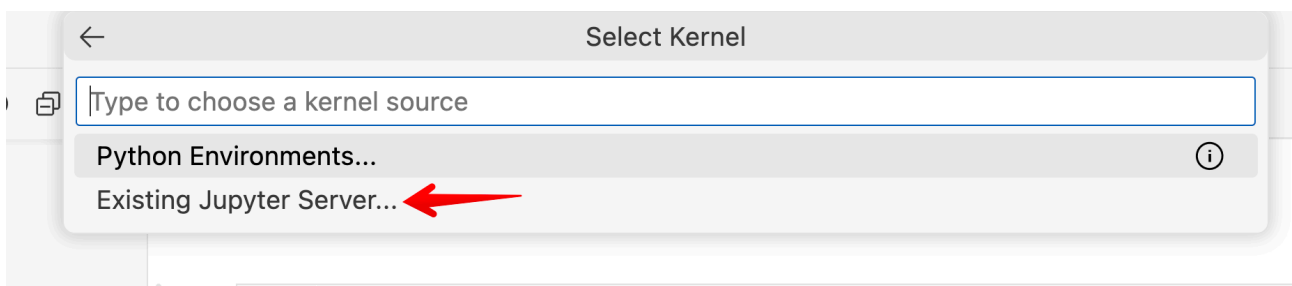 Select Kernel
Type to choose a kernel source
Python Environments...
Existing Jupyter Server...